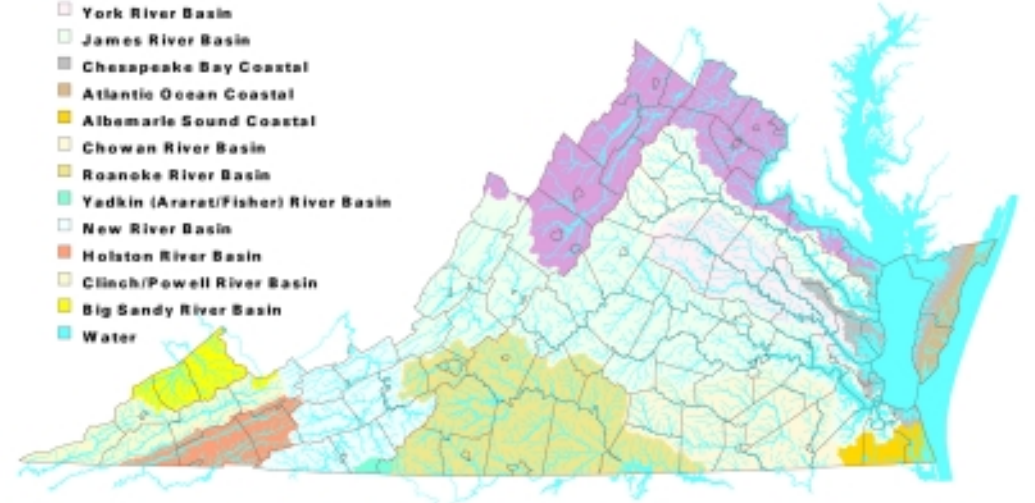 York River Basin
James River Basin
Chesapeake Bay Coastal
Atlantic Ocean Coastal
Albemarle Sound Coastal
Chowan River Basin
Roanoke River Basin
Yadkin (Ararat/Fisher) River Basin
New River Basin
Holston River Basin
Clinch/Powell River Basin
Big Sandy River Basin
Water